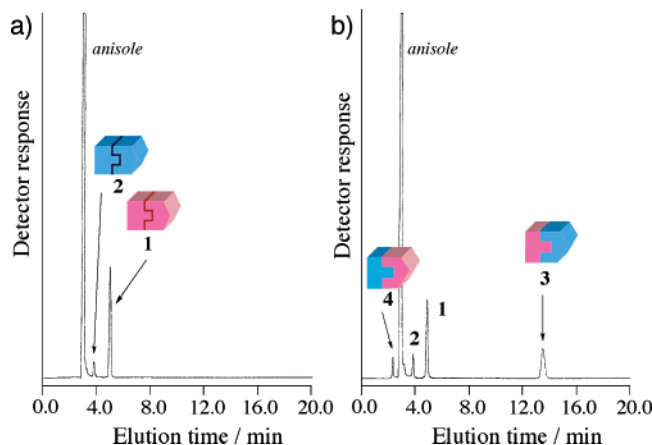 a)
anisole
2
1
Detector response
0.0 4.0 8.0 12.0 16.0 20.0
Elution time / min
b)
anisole
4
2
1
3
Detector response
0.0 4.0 8.0 12.0 16.0 20.0
Elution time / min